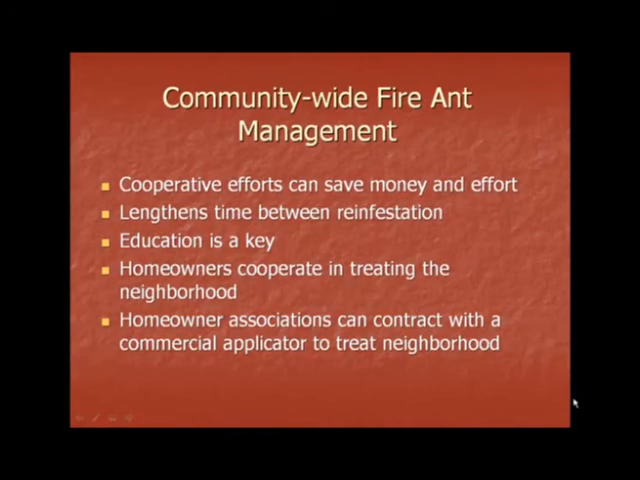 Community-wide Fire Ant
Management
Cooperative efforts can save money and effort
Lengthens time between reinfestation
Education is a key
Homeowners cooperate in treating the
neighborhood
Homeowner associations can contract with a
commercial applicator to treat neighborhood